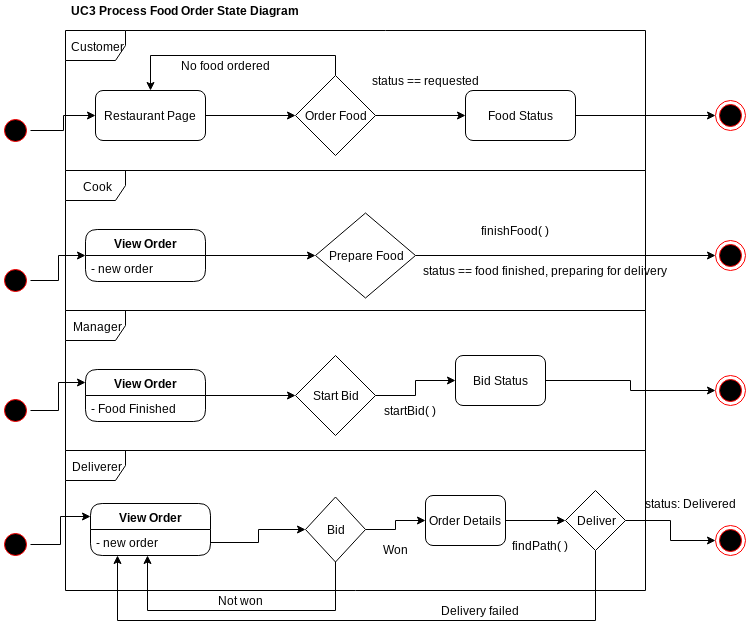 UC3 Process Food Order State Diagram
Customer
No food ordered
status == requested
Restaurant Page
Order Food
Food Status
Cook
View Order
- new order
Prepare Food
finishFood( )
status == food finished, preparing for delivery
Manager
View Order
- Food Finished
Start Bid
startBid( )
Bid Status
Deliverer
View Order
- new order
Bid
Won
Order Details
findPath( )
Deliver
status: Delivered
Not won
Delivery failed